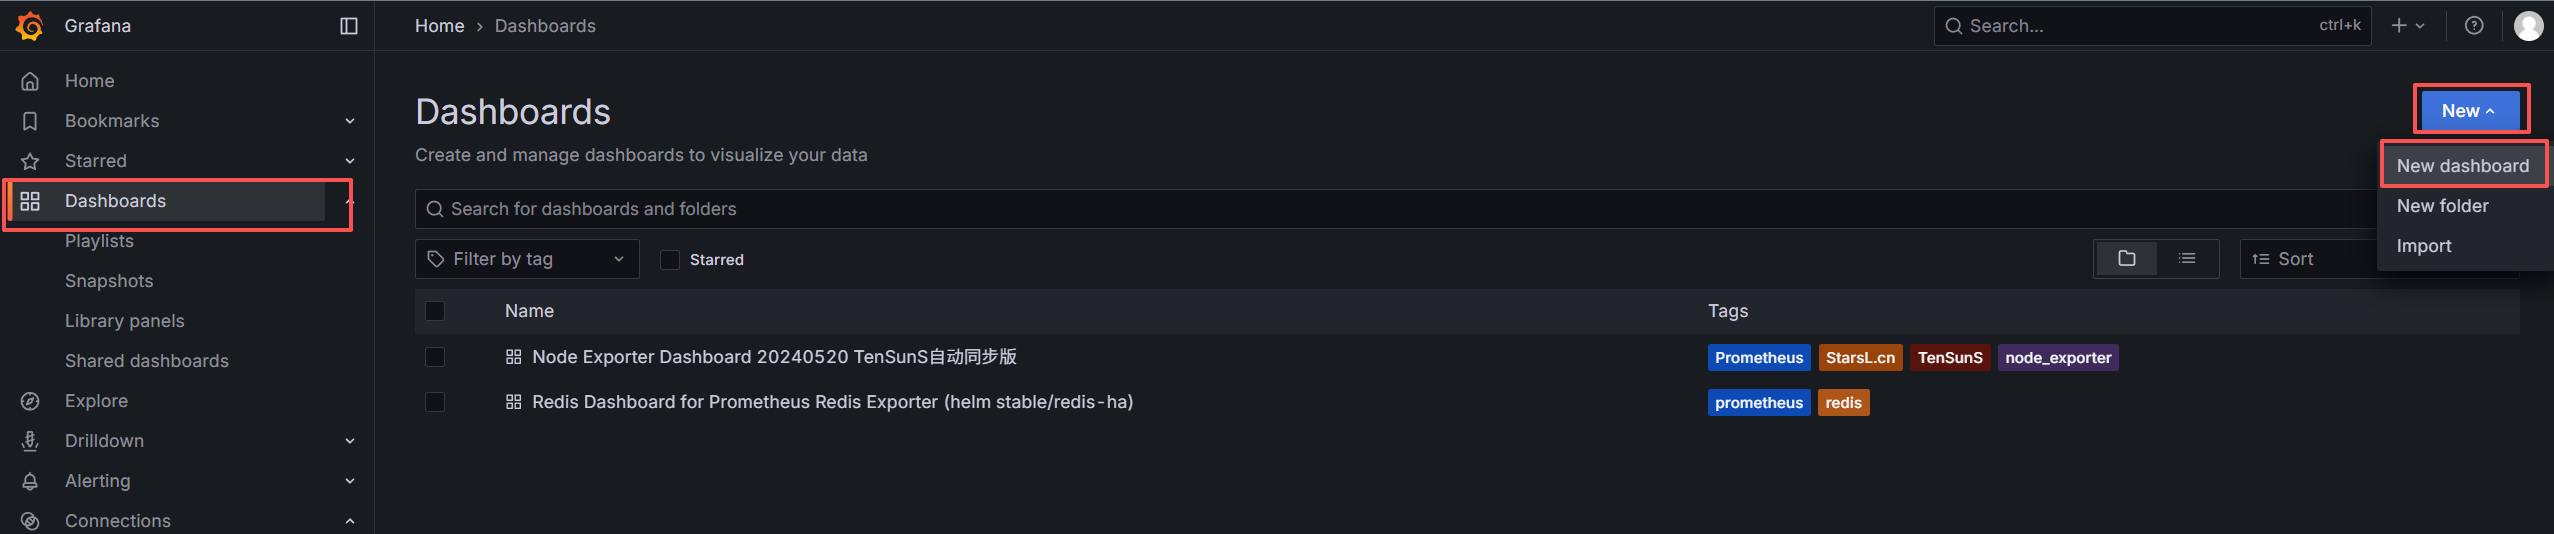 Grafana
Home › Dashboards
Search...
ctrl+k
Home
Bookmarks
Starred
Dashboards
Playlists
Snapshots
Library panels
Shared dashboards
Explore
Drilldown
Alerting
Connections
Dashboards
Create and manage dashboards to visualize your data
New
New dashboard
New folder
Import
Search for dashboards and folders
Filter by tag
Starred
Sort
Name
Tags
Node Exporter Dashboard 20240520 TenSunS自动同步版
Prometheus StarsL.cn TenSunS node_exporter
Redis Dashboard for Prometheus Redis Exporter (helm stable/redis-ha)
prometheus redis